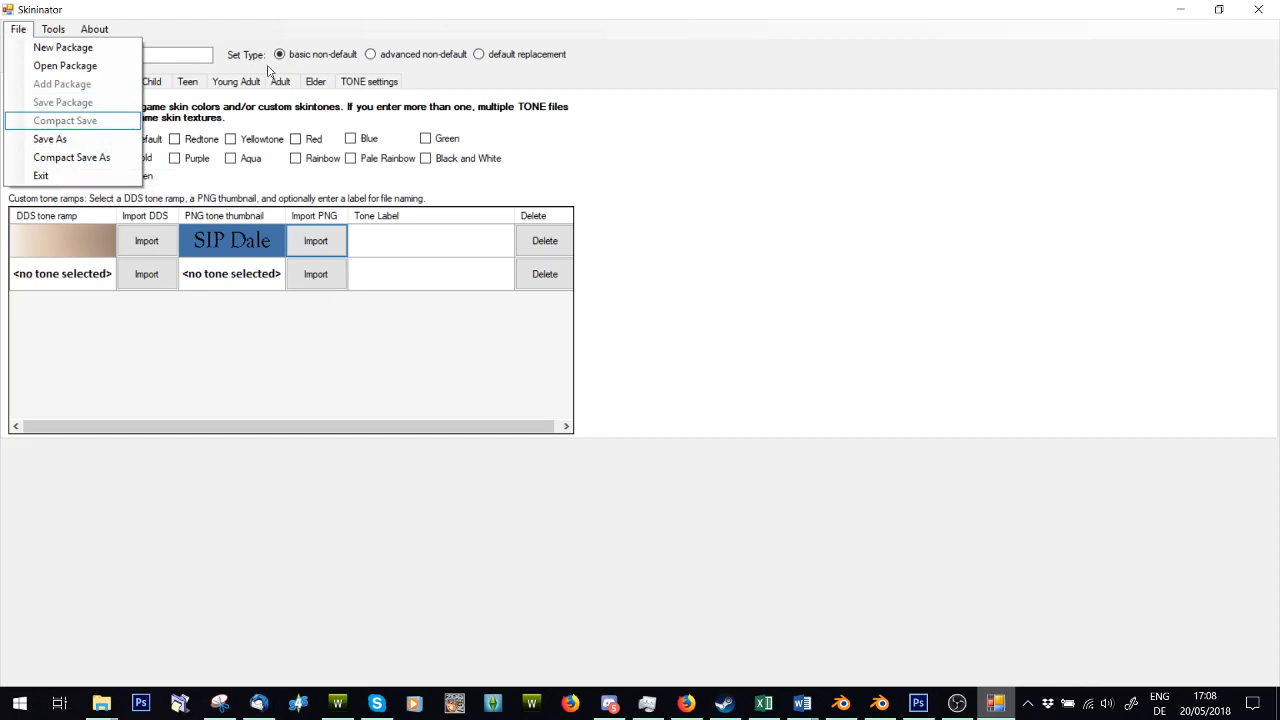 Skininator
File Tools About
New Package
Open Package
Add Package
Save Package
Compact Save
Save As
Compact Save As
Exit
Set Type: basic non-default advanced non-default default replacement
Child Teen Young Adult Adult Elder TONE settings
game skin colors and/or custom skintones. If you enter more than one, multiple TONE files
me skin textures.
efault Redtone Yellowtone Red Blue Green
old Purple Aqua Rainbow Pale Rainbow Black and White
en
Custom tone ramps: Select a DDS tone ramp, a PNG thumbnail, and optionally enter a label for file naming.
DDS tone ramp Import DDS PNG tone thumbnail Import PNG Tone Label Delete
Import SIP Dale Import Delete
<no tone selected> Import <no tone selected> Import Delete
ENG 17:08
DE 20/05/2018